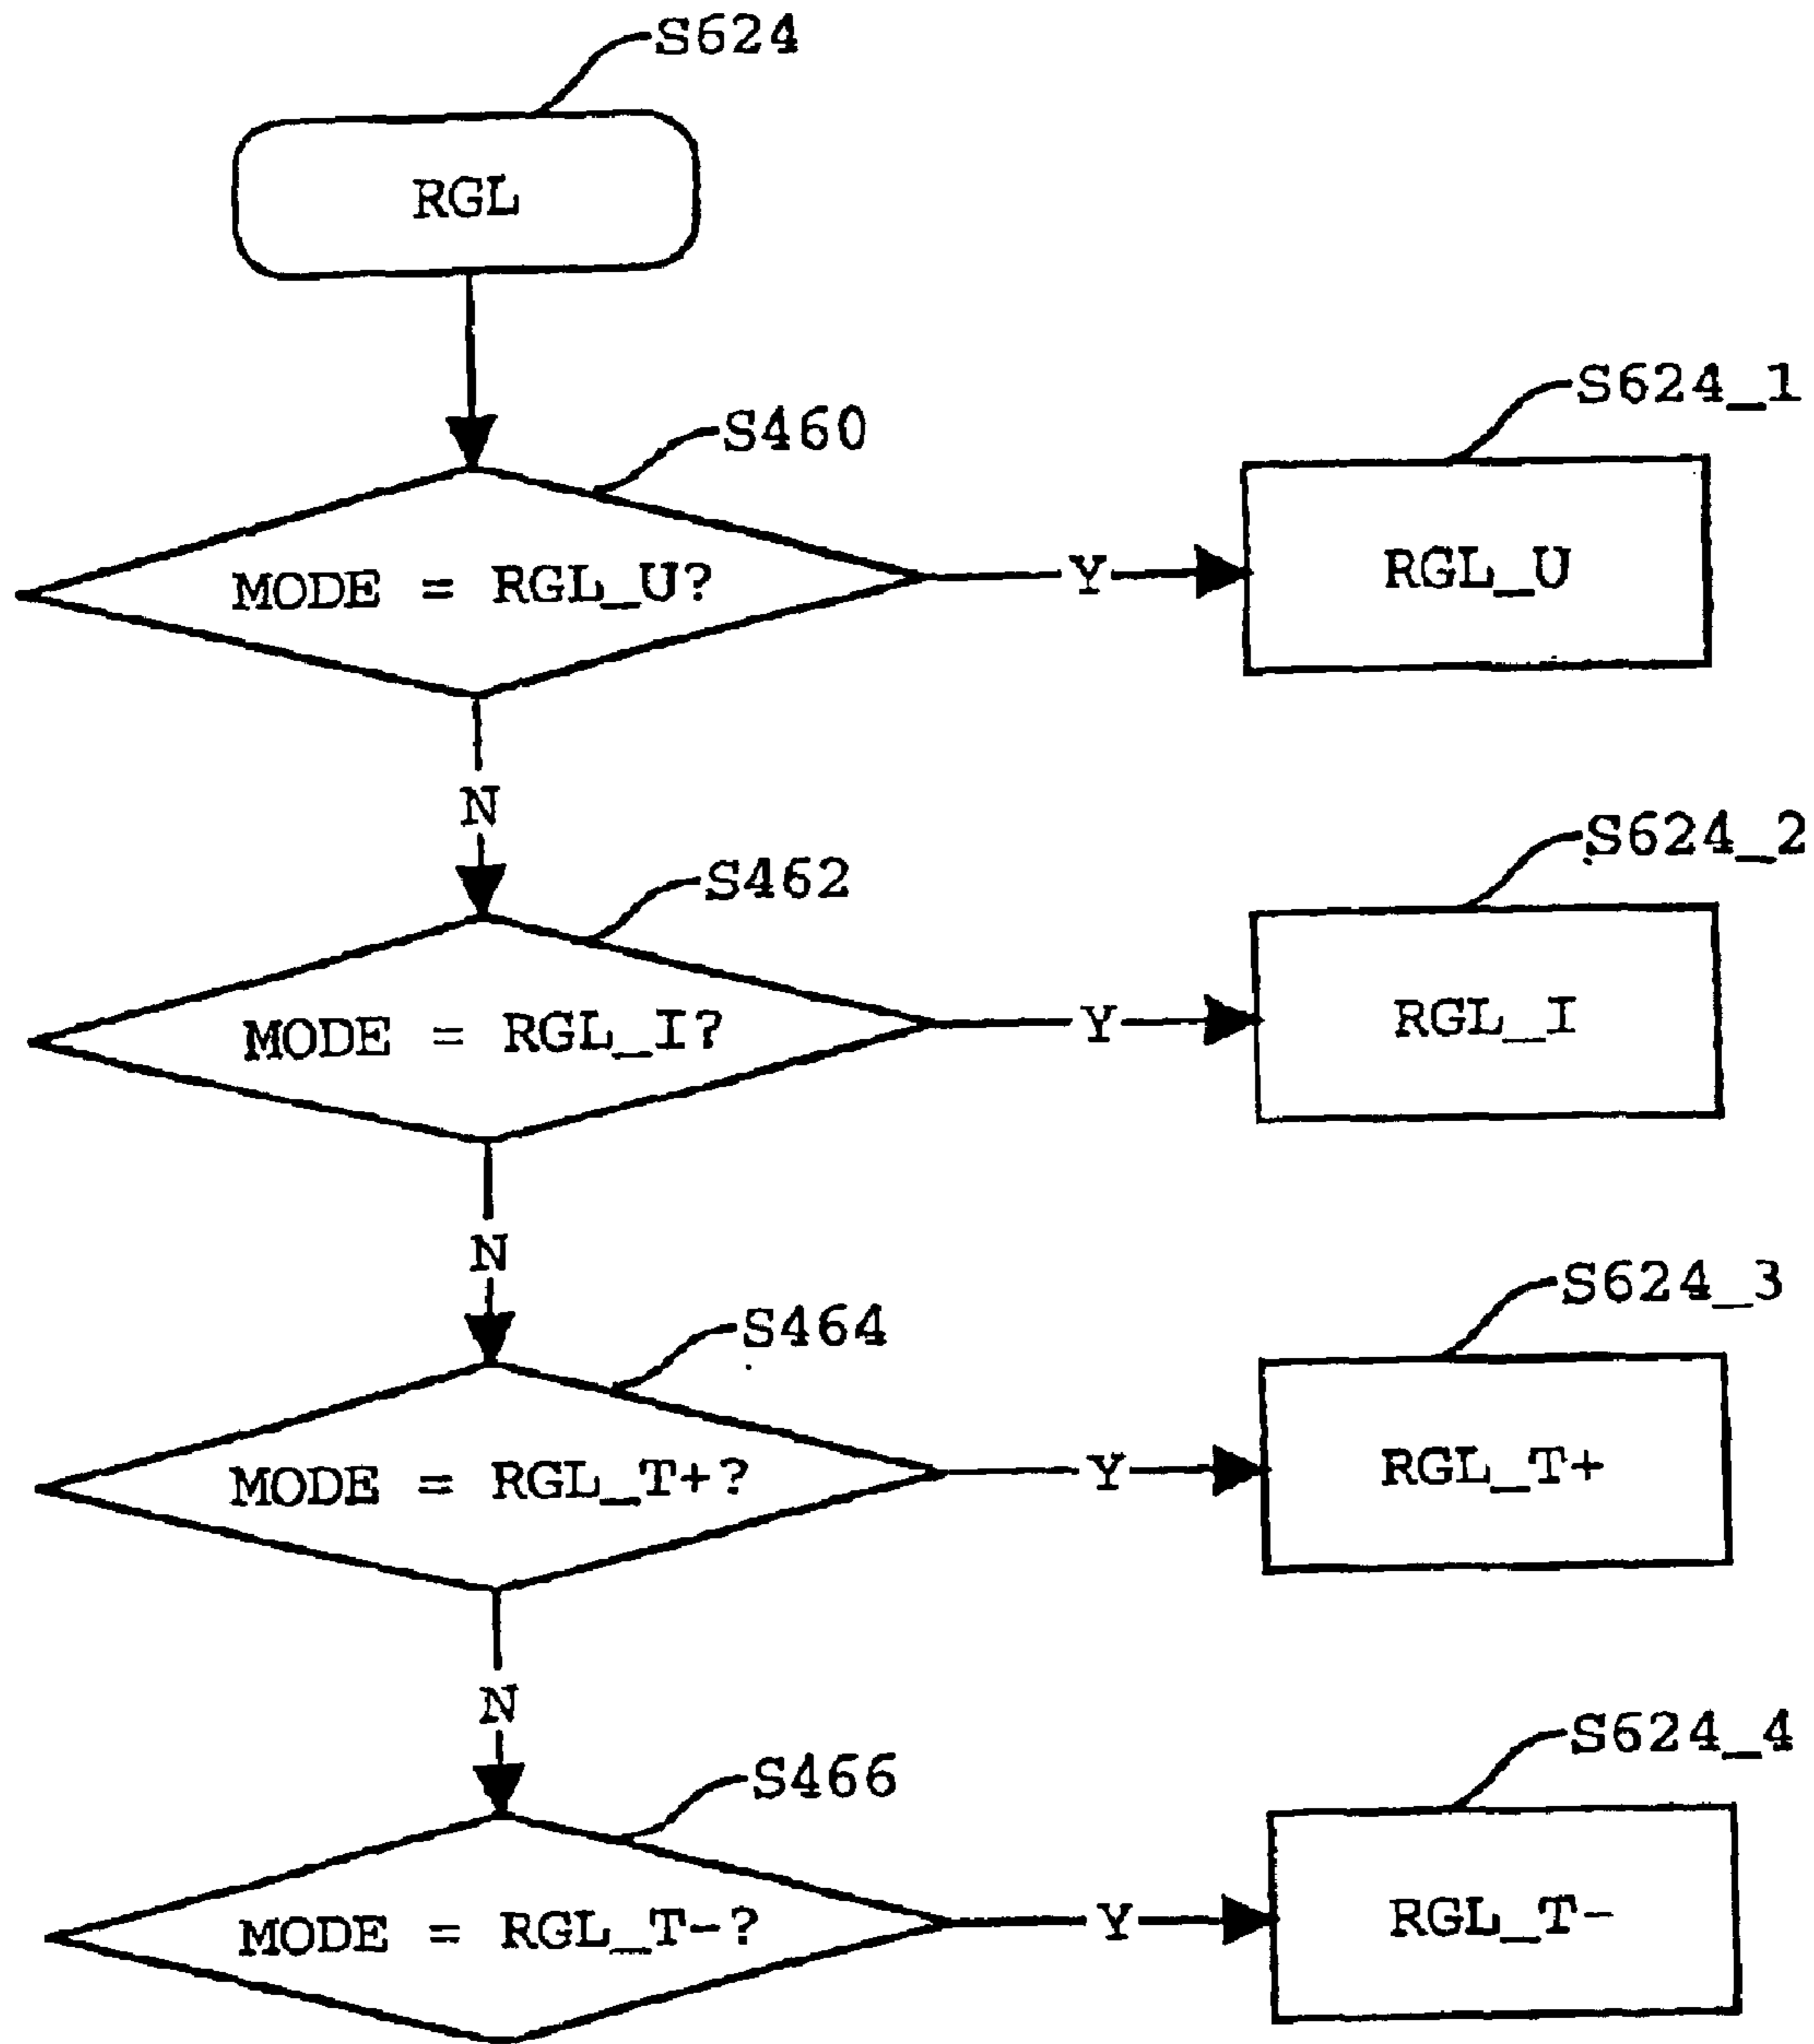 S624
RGL
S624_1
S460
MODE = RGL_U?
Y
RGL_U
N
S624_2
S462
MODE = RGL_I?
Y
RGL_I
N
S624_3
S464
MODE = RGL_T+?
Y
RGL_T+
N
S624_4
S466
MODE = RGL_T-?
Y
RGL_T-